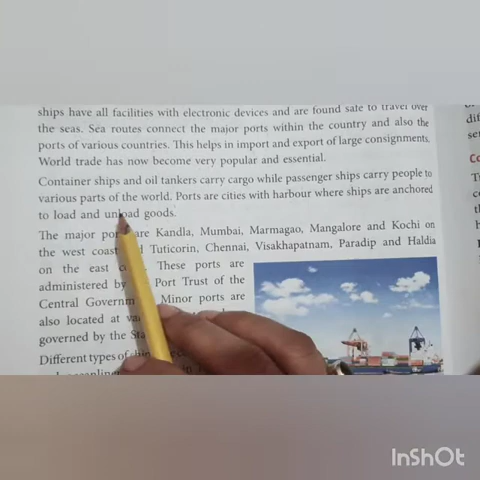 ships have all facilities with electronic devices and are found safe to travel over
the seas. Sea routes connect the major ports within the country and also the
ports of various countries. This helps in import and export of large consignments.
World trade has now become very popular and essential.
Container ships and oil tankers carry cargo while passenger ships carry people to
various parts of the world. Ports are cities with harbour where ships are anchored
to load and unload goods.
The major are Kandla, Mumbai, Marmagao, Mangalore and Kochi on
the west coast Tuticorin, Chennai, Visakhapatnam, Paradip and Haldia
on the east These ports are
administered by Port Trust of the
Central Minor ports are
also located at
governed by the
Different types of
InShOt